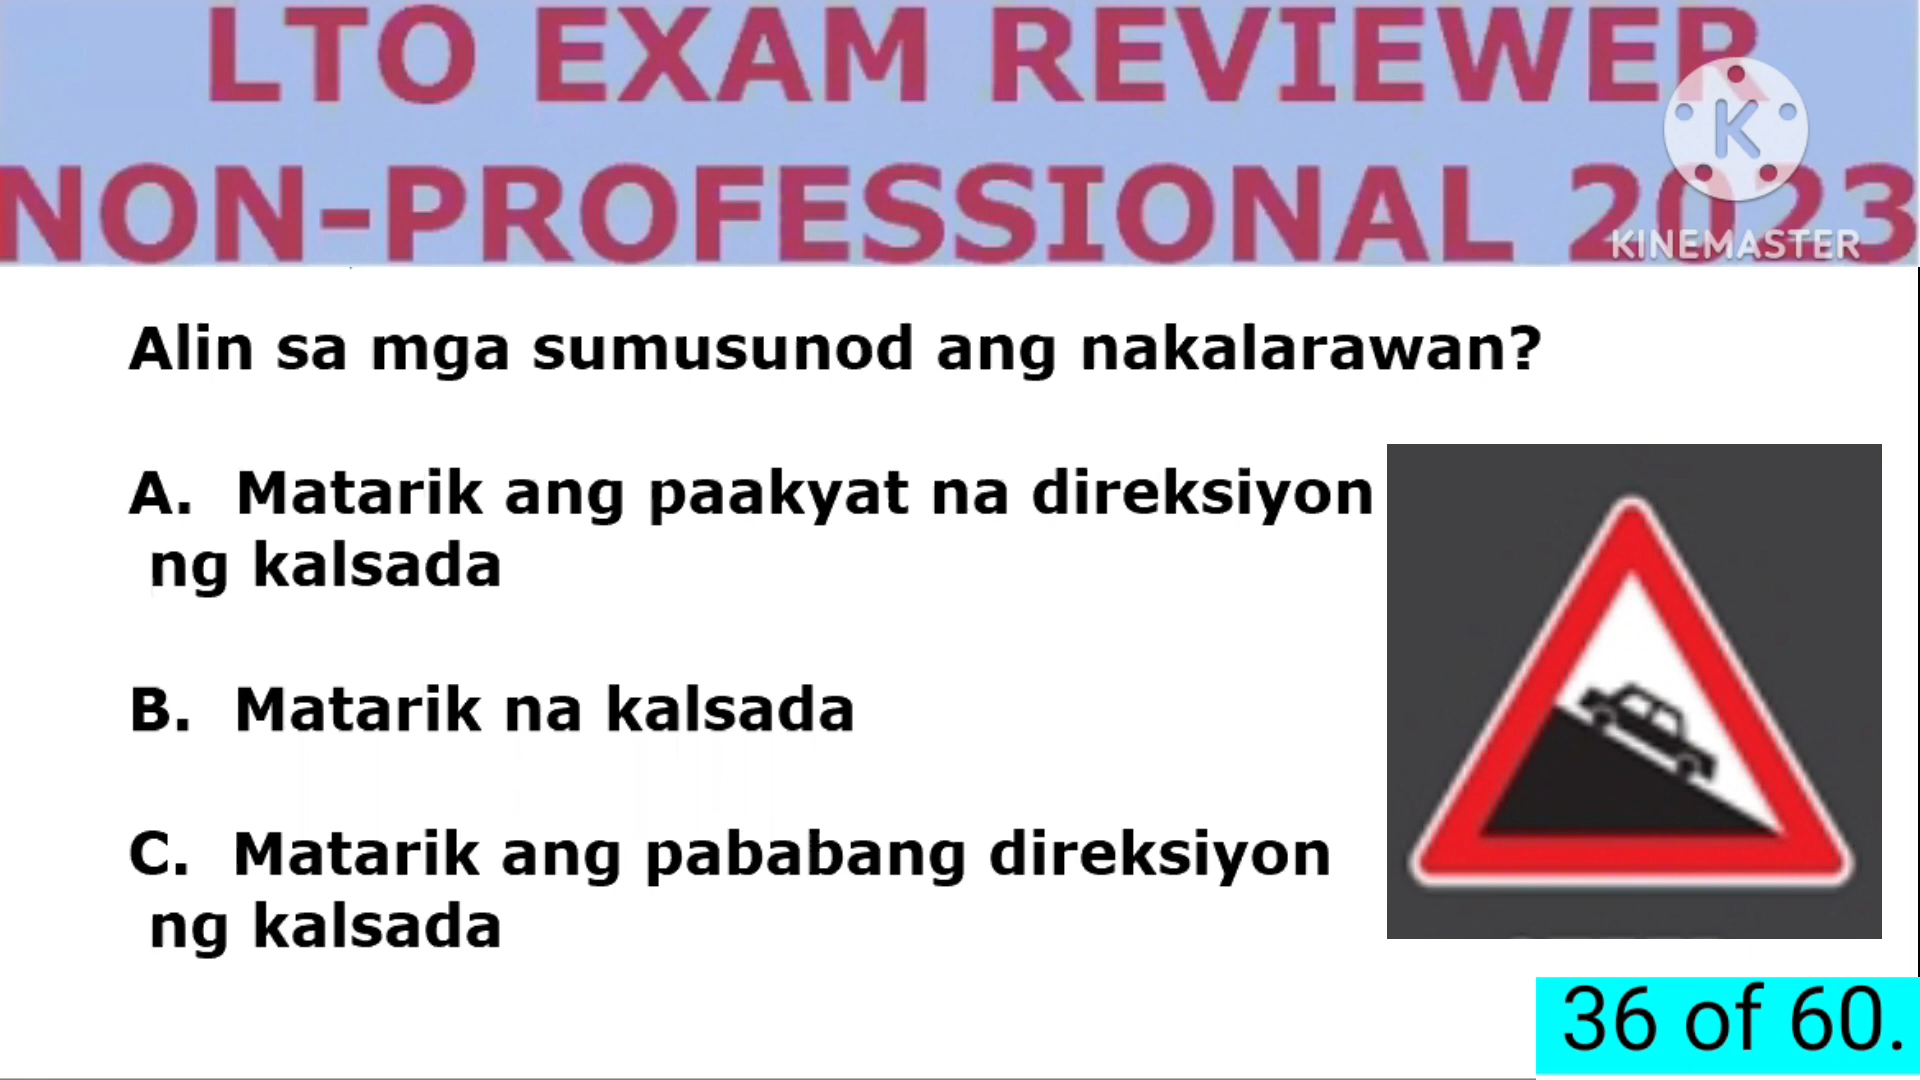 LTO EXAM REVIEWER
NON-PROFESSIONAL 2023
K
KINEMASTER
Alin sa mga sumusunod ang nakalarawan?
A. Matarik ang paakyat na direksiyon
ng kalsada
B. Matarik na kalsada
C. Matarik ang pababang direksiyon
ng kalsada
36 of 60.